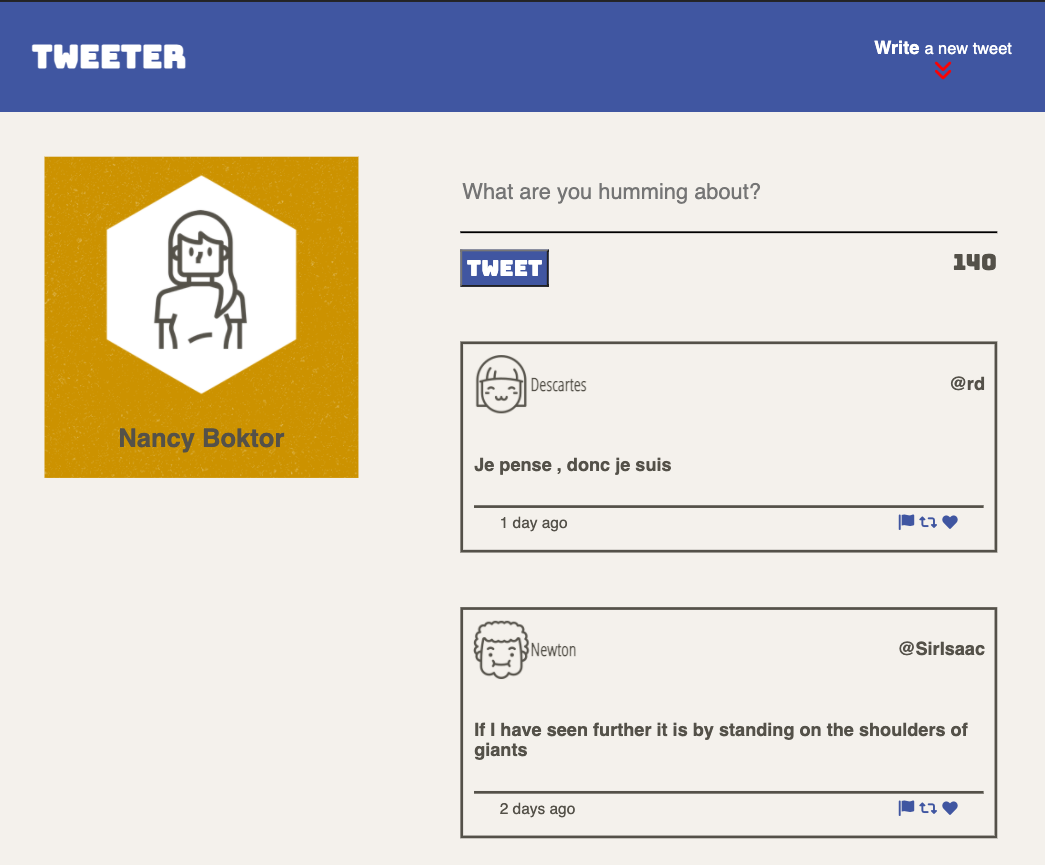 TWEETER
Write a new tweet
Nancy Boktor
What are you humming about?
TWEET
140
Descartes
@rd
Je pense , donc je suis
1 day ago
Newton
@SirIsaac
If I have seen further it is by standing on the shoulders of
giants
2 days ago